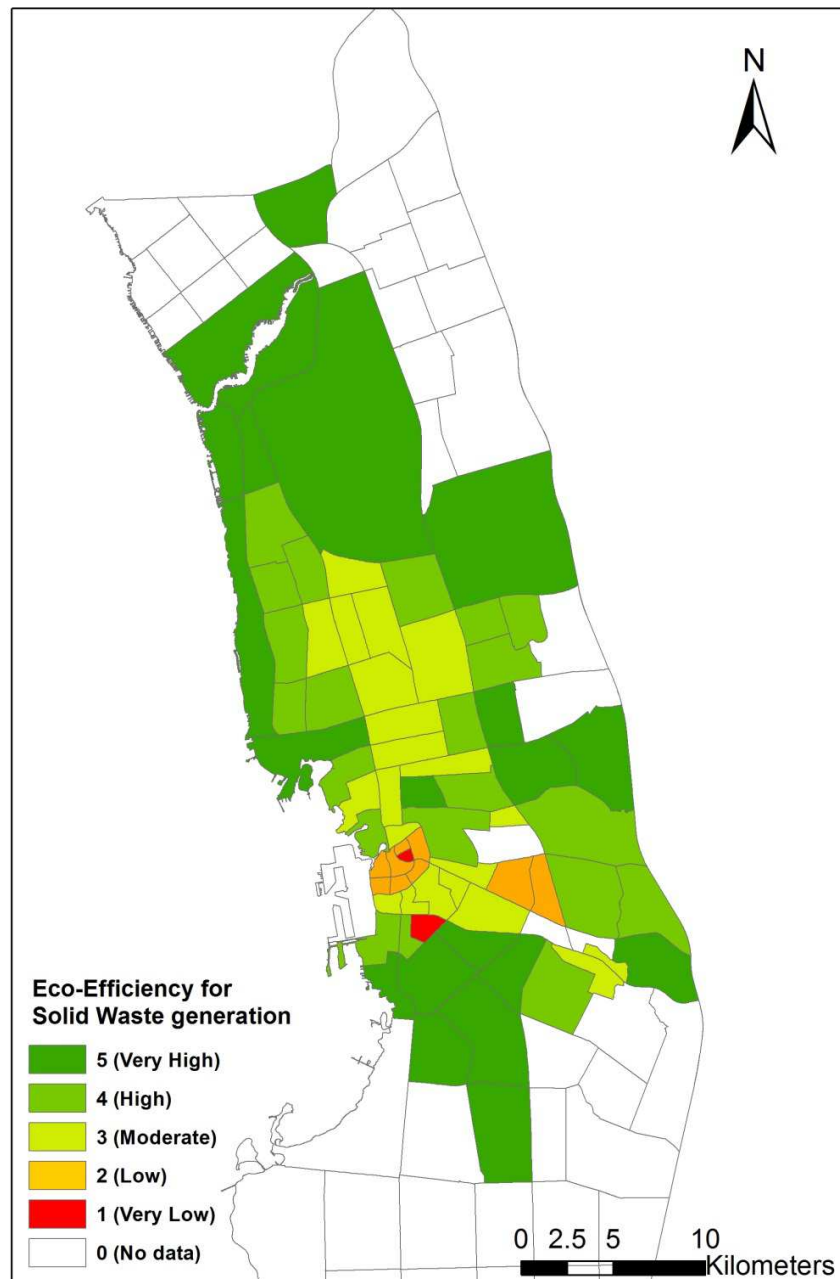 N
Eco-Efficiency for
Solid Waste generation
5 (Very High)
4 (High)
3 (Moderate)
2 (Low)
1 (Very Low)
0 (No data)
0 2.5 5 10
Kilometers